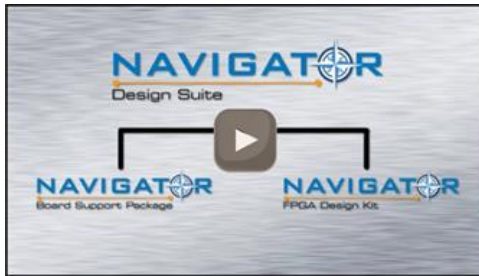 NAVIGATOR
Design Suite
NAVIGATOR
Board Support Package
NAVIGATOR
FPGA Design Kit